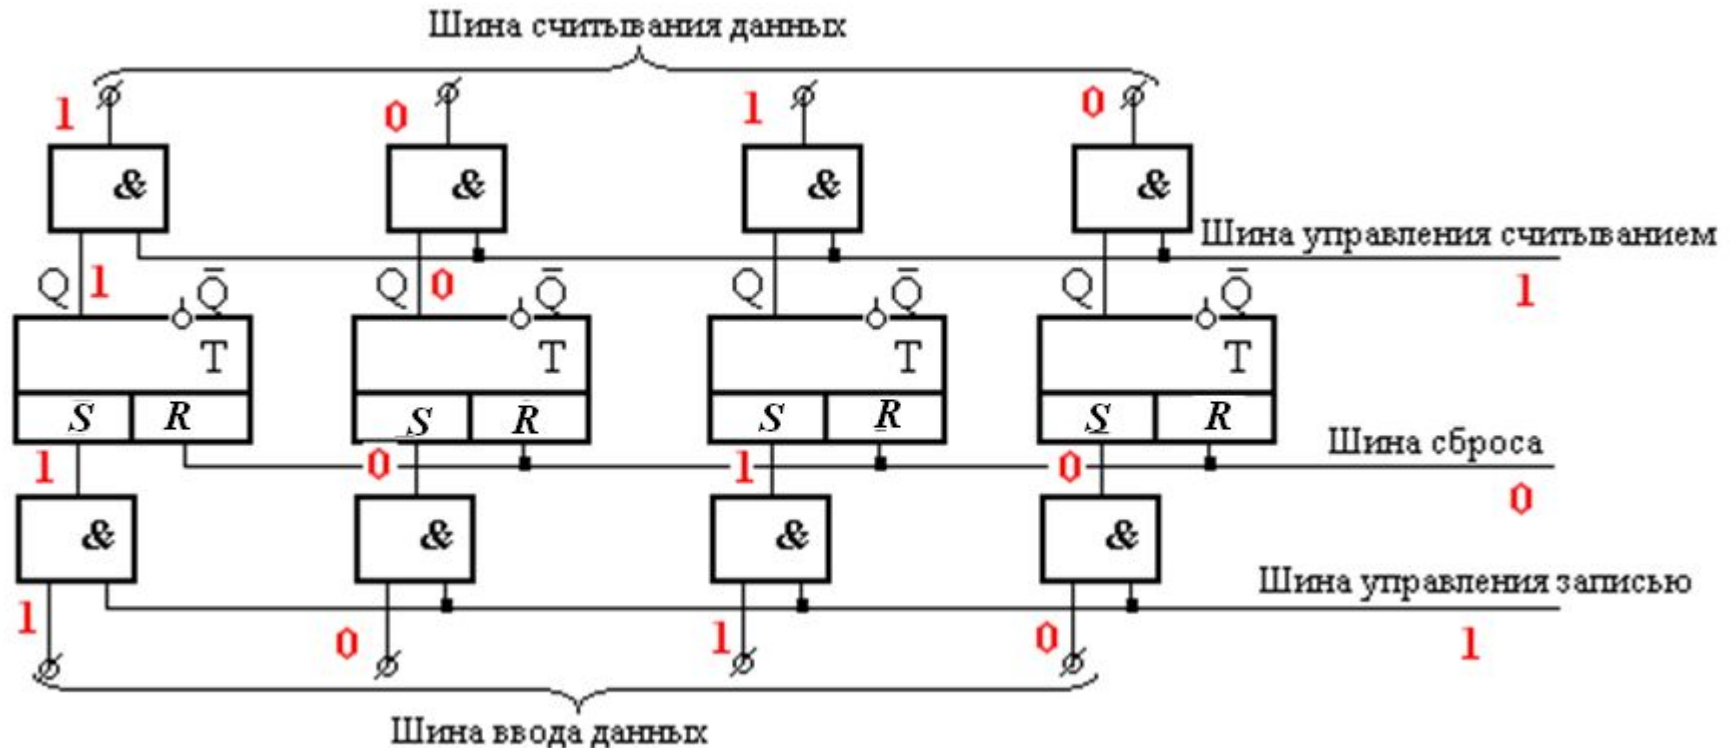 Шина считывания данных
1 0 1 0
& & & &
Шина управления считыванием
1
Q 1 Q̅ Q 0 Q̅ Q Q̅ Q Q̅
T T T T
S R S R S R S R
Шина сброса
1 0 1 0
0
& & & &
Шина управления записью
1 0 1 0 1
Шина ввода данных